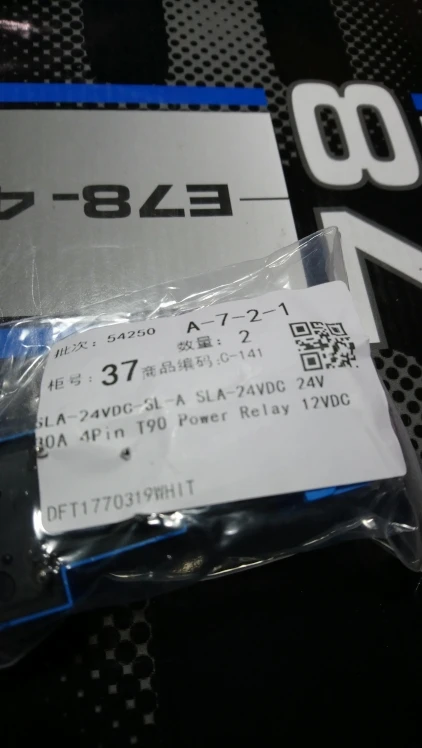 8
E78-4
批次: 54250 A-7-2-1
数量: 2
柜号: 37 商品编码:C-141
SLA-24VDC-SL-A SLA-24VDC 24V
30A 4Pin T90 Power Relay 12VDC
DFT1770319WHIT